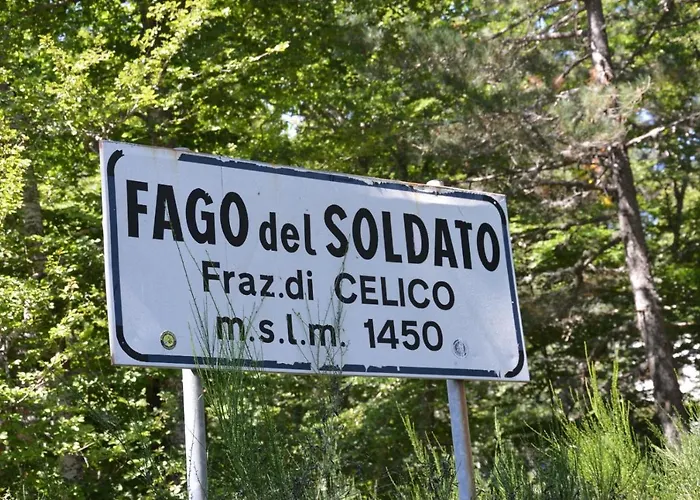 FAGO del SOLDATO
Fraz.di CELICO
m.s.l.m. 1450